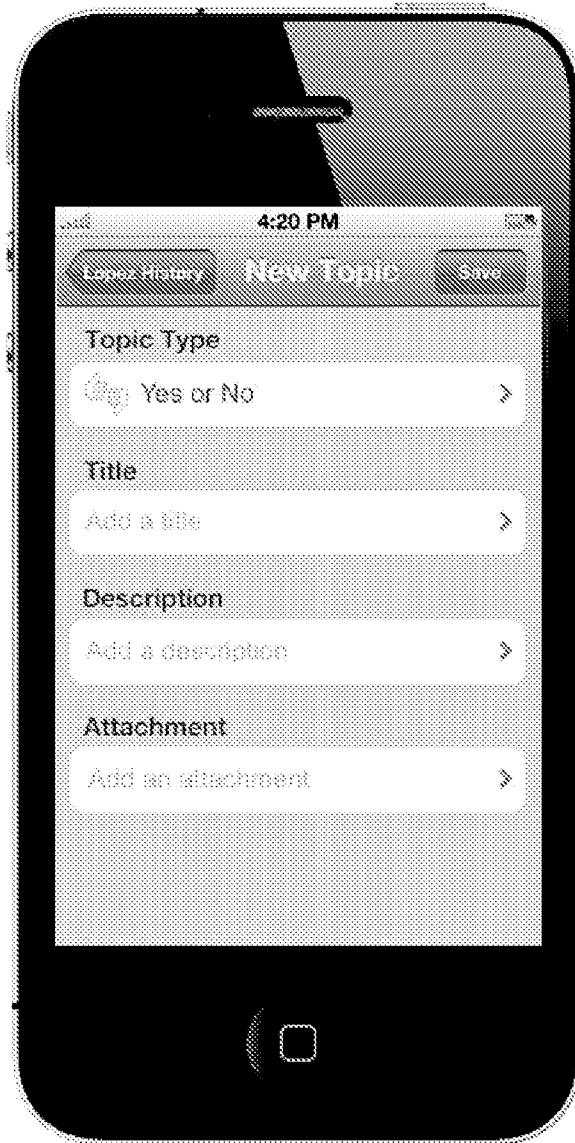 4:20 PM
Lopez History New Topic Save
Topic Type
Yes or No
Title
Add a title
Description
Add a description
Attachment
Add an attachment